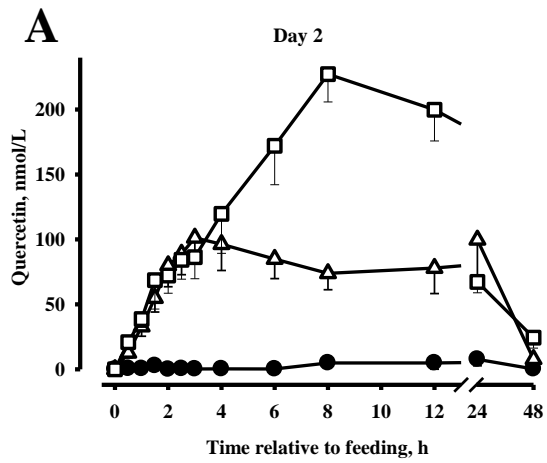 A
Day 2
Quercetin, nmol/L
200
150
100
50
0
0 2 4 6 8 10 12 24 48
Time relative to feeding, h